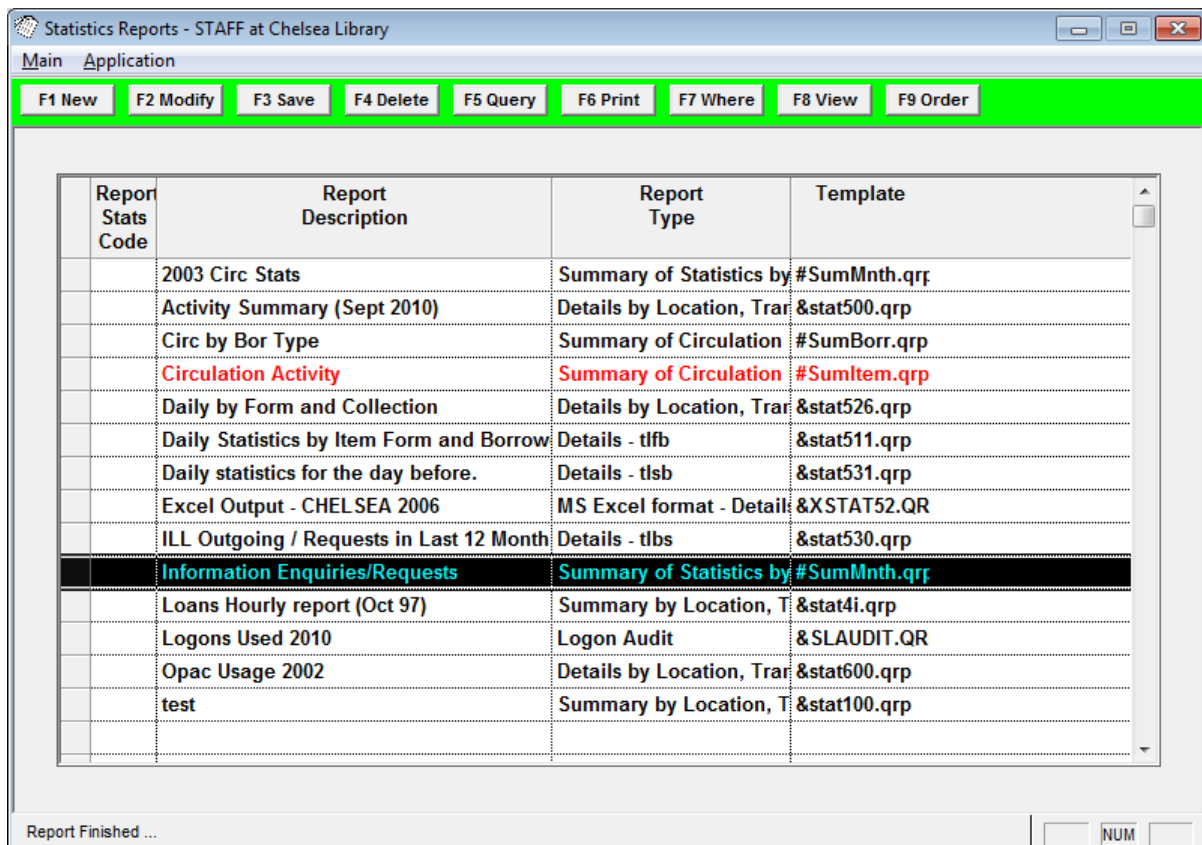 Statistics Reports - STAFF at Chelsea Library
Main Application
F1 New F2 Modify F3 Save F4 Delete F5 Query F6 Print F7 Where F8 View F9 Order
Report Stats Code Report Description Report Type Template
2003 Circ Stats Summary of Statistics by #SumMnth.qrp
Activity Summary (Sept 2010) Details by Location, Tran &stat500.qrp
Circ by Bor Type Summary of Circulation #SumBorr.qrp
Circulation Activity Summary of Circulation #SumItem.qrp
Daily by Form and Collection Details by Location, Tran &stat526.qrp
Daily Statistics by Item Form and Borrow Details - tlfb &stat511.qrp
Daily statistics for the day before. Details - tlsb &stat531.qrp
Excel Output - CHELSEA 2006 MS Excel format - Details &XSTAT52.QR
ILL Outgoing / Requests in Last 12 Month Details - tlbs &stat530.qrp
Information Enquiries/Requests Summary of Statistics by #SumMnth.qrp
Loans Hourly report (Oct 97) Summary by Location, T &stat4i.qrp
Logons Used 2010 Logon Audit &SLAUDIT.QR
Opac Usage 2002 Details by Location, Tran &stat600.qrp
test Summary by Location, T &stat100.qrp
Report Finished ... NUM